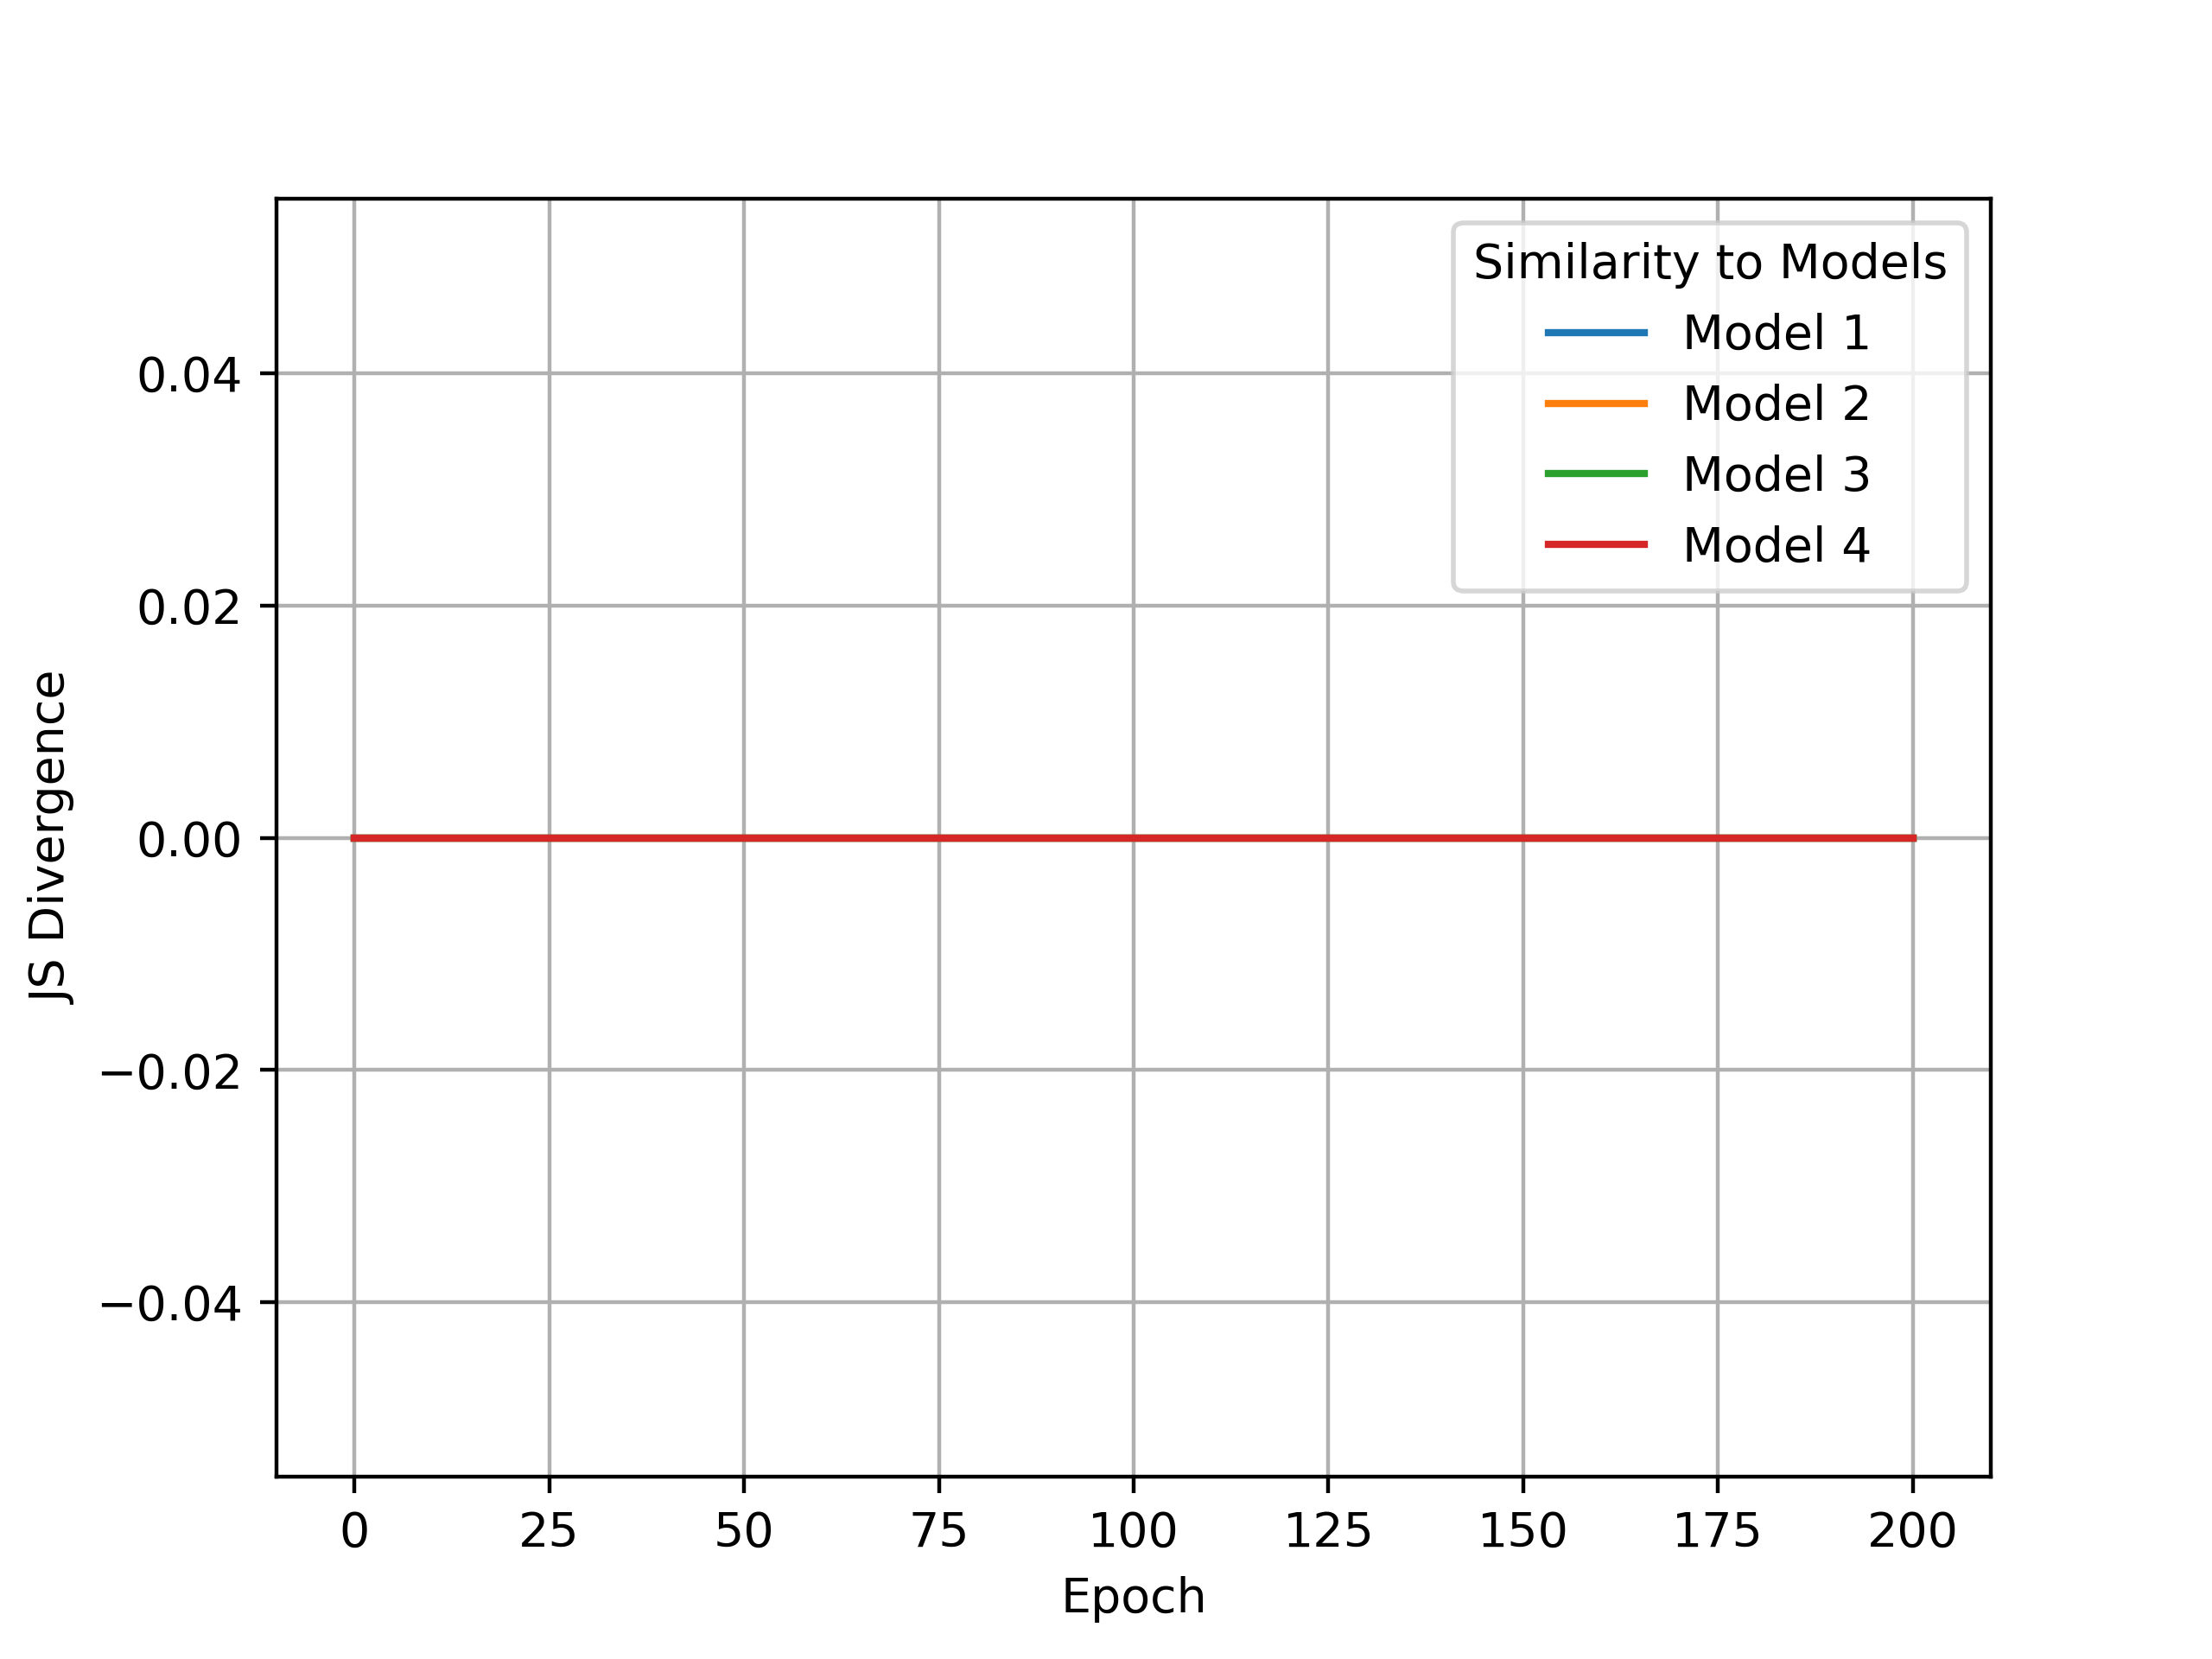 Similarity to Models
Model 1
Model 2
Model 3
Model 4
0.04
0.02
0.00
−0.02
−0.04
JS Divergence
0 25 50 75 100 125 150 175 200
Epoch